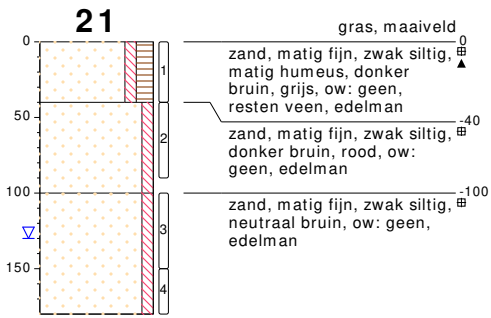 21
gras, maaiveld
0
0
zand, matig fijn, zwak siltig,
matig humeus, donker
bruin, grijs, ow: geen,
resten veen, edelman
1
50
-40
zand, matig fijn, zwak siltig,
donker bruin, rood, ow:
geen, edelman
2
100
-100
zand, matig fijn, zwak siltig,
neutraal bruin, ow: geen,
edelman
3
150
4